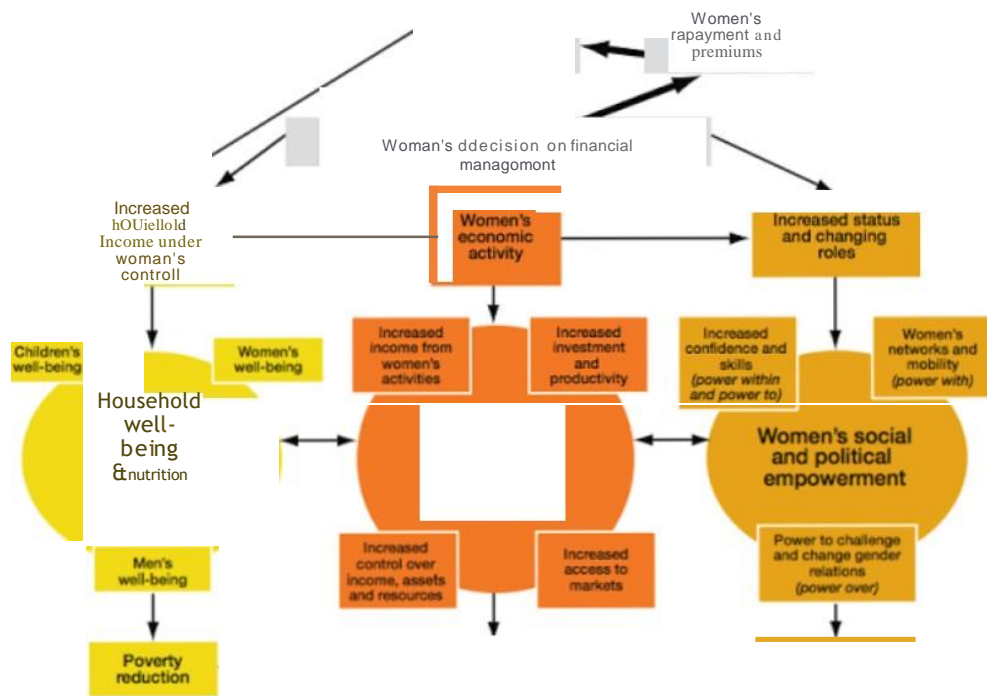 Women's
rapayment and
premiums
Woman's ddecision on financial
managomont
Increased
hOUiellold
Income under
woman's
controll
Women's
economic
activity
Increased status
and changing
roles
Children's
well-being
Women's
well-being
Household
well-
being
& nutrition
Men's
well-being
Poverty
reduction
Increased
income from
women's
activities
Increased
investment
and
productivity
Increased
control over
income, assets
and resources
Increased
access to
markets
Increased
confidence and
skills
(power within
and power to)
Women's
networks and
mobility
(power with)
Women's social
and political
empowerment
Power to challenge
and change gender
relations
(power over)